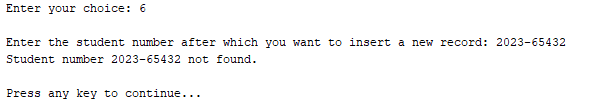 Enter your choice: 6
Enter the student number after which you want to insert a new record: 2023-65432
Student number 2023-65432 not found.
Press any key to continue...